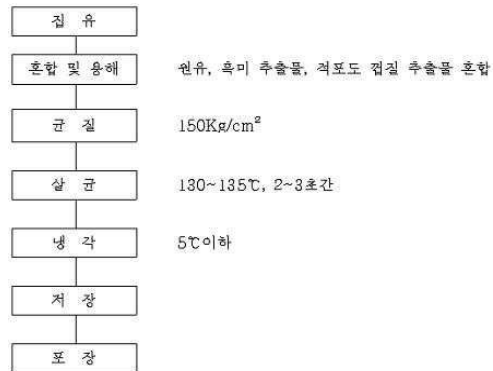 집 유
혼합 및 용해 원유, 흑미 추출물, 적포도 껍질 추출물 혼합
균 질 150Kg/cm²
살 균 130~135℃, 2~3초간
냉 각 5℃이하
저 장
포 장